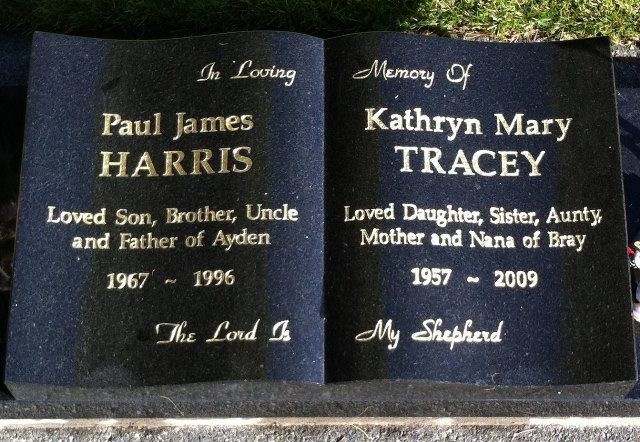 In Loving Memory Of
Paul James
HARRIS
Loved Son, Brother, Uncle
and Father of Ayden
1967 ~ 1996
Kathryn Mary
TRACEY
Loved Daughter, Sister, Aunty,
Mother and Nana of Bray
1957 ~ 2009
The Lord Is My Shepherd